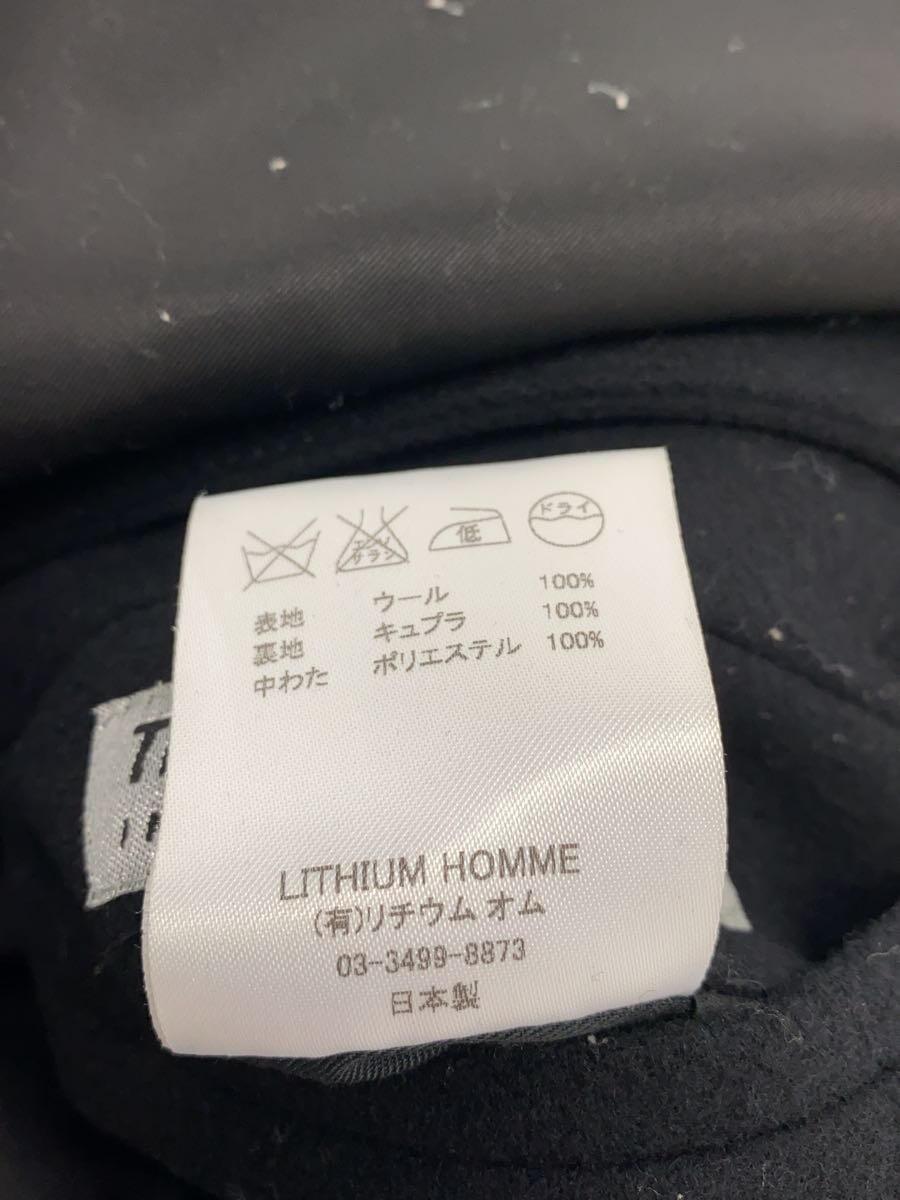 エンソ
サラシ
低
ドライ
表地 ウール 100%
裏地 キュプラ 100%
中わた ポリエステル 100%
LITHIUM HOMME
(有)リチウム オム
03-3499-8873
日本製